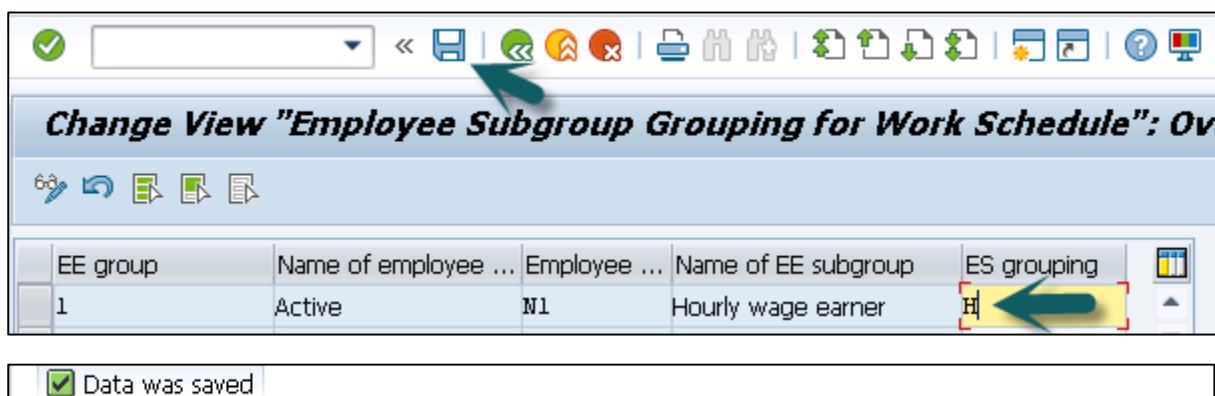 Change View "Employee Subgroup Grouping for Work Schedule": Ov
EE group Name of employee ... Employee ... Name of EE subgroup ES grouping
1 Active N1 Hourly wage earner H
Data was saved